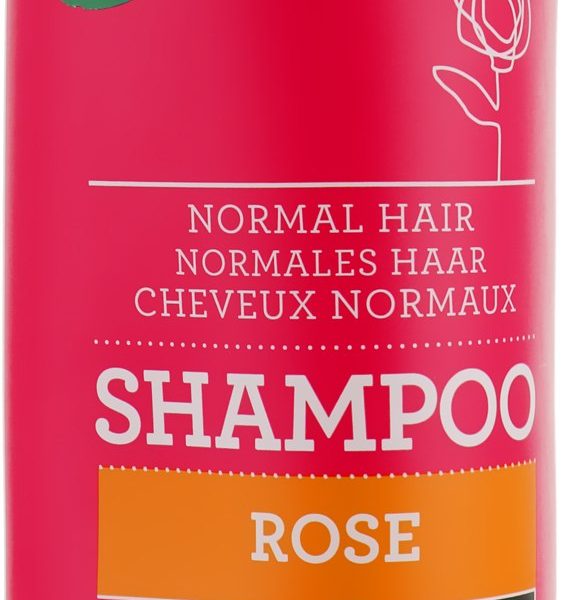 NORMAL HAIR
NORMALES HAAR
CHEVEUX NORMAUX
SHAMPOO
ROSE